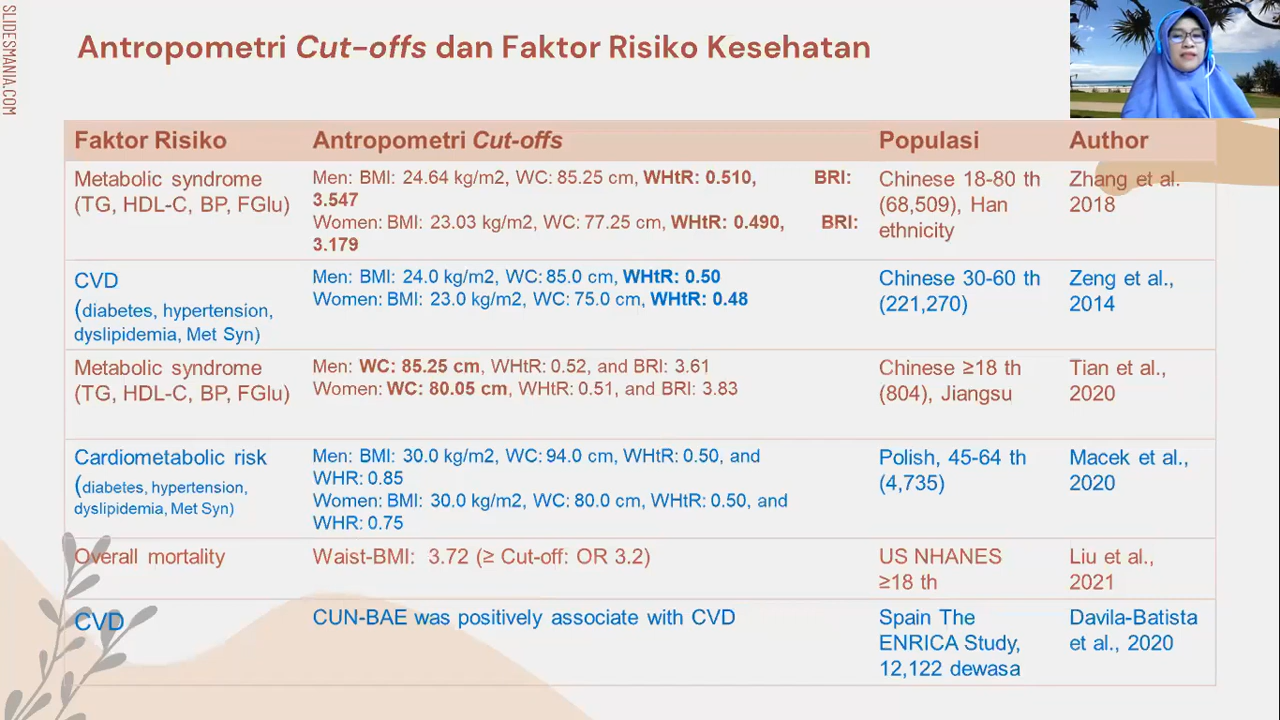 SLIDESMANIA.COM
Antropometri Cut-offs dan Faktor Risiko Kesehatan
Faktor Risiko Antropometri Cut-offs Populasi Author
Metabolic syndrome
(TG, HDL-C, BP, FGlu)
Men: BMI: 24.64 kg/m2, WC: 85.25 cm, WHtR: 0.510, BRI:
3.547
Women: BMI: 23.03 kg/m2, WC: 77.25 cm, WHtR: 0.490, BRI:
3.179
Chinese 18-80 th
(68,509), Han
ethnicity
Zhang et al.
2018
CVD
(diabetes, hypertension,
dyslipidemia, Met Syn)
Men: BMI: 24.0 kg/m2, WC: 85.0 cm, WHtR: 0.50
Women: BMI: 23.0 kg/m2, WC: 75.0 cm, WHtR: 0.48
Chinese 30-60 th
(221,270)
Zeng et al.,
2014
Metabolic syndrome
(TG, HDL-C, BP, FGlu)
Men: WC: 85.25 cm, WHtR: 0.52, and BRI: 3.61
Women: WC: 80.05 cm, WHtR: 0.51, and BRI: 3.83
Chinese ≥18 th
(804), Jiangsu
Tian et al.,
2020
Cardiometabolic risk
(diabetes, hypertension,
dyslipidemia, Met Syn)
Men: BMI: 30.0 kg/m2, WC: 94.0 cm, WHtR: 0.50, and
WHR: 0.85
Women: BMI: 30.0 kg/m2, WC: 80.0 cm, WHtR: 0.50, and
WHR: 0.75
Polish, 45-64 th
(4,735)
Macek et al.,
2020
Overall mortality
Waist-BMI: 3.72 (≥ Cut-off: OR 3.2)
US NHANES
≥18 th
Liu et al.,
2021
CVD
CUN-BAE was positively associate with CVD
Spain The
ENRICA Study,
12,122 dewasa
Davila-Batista
et al., 2020